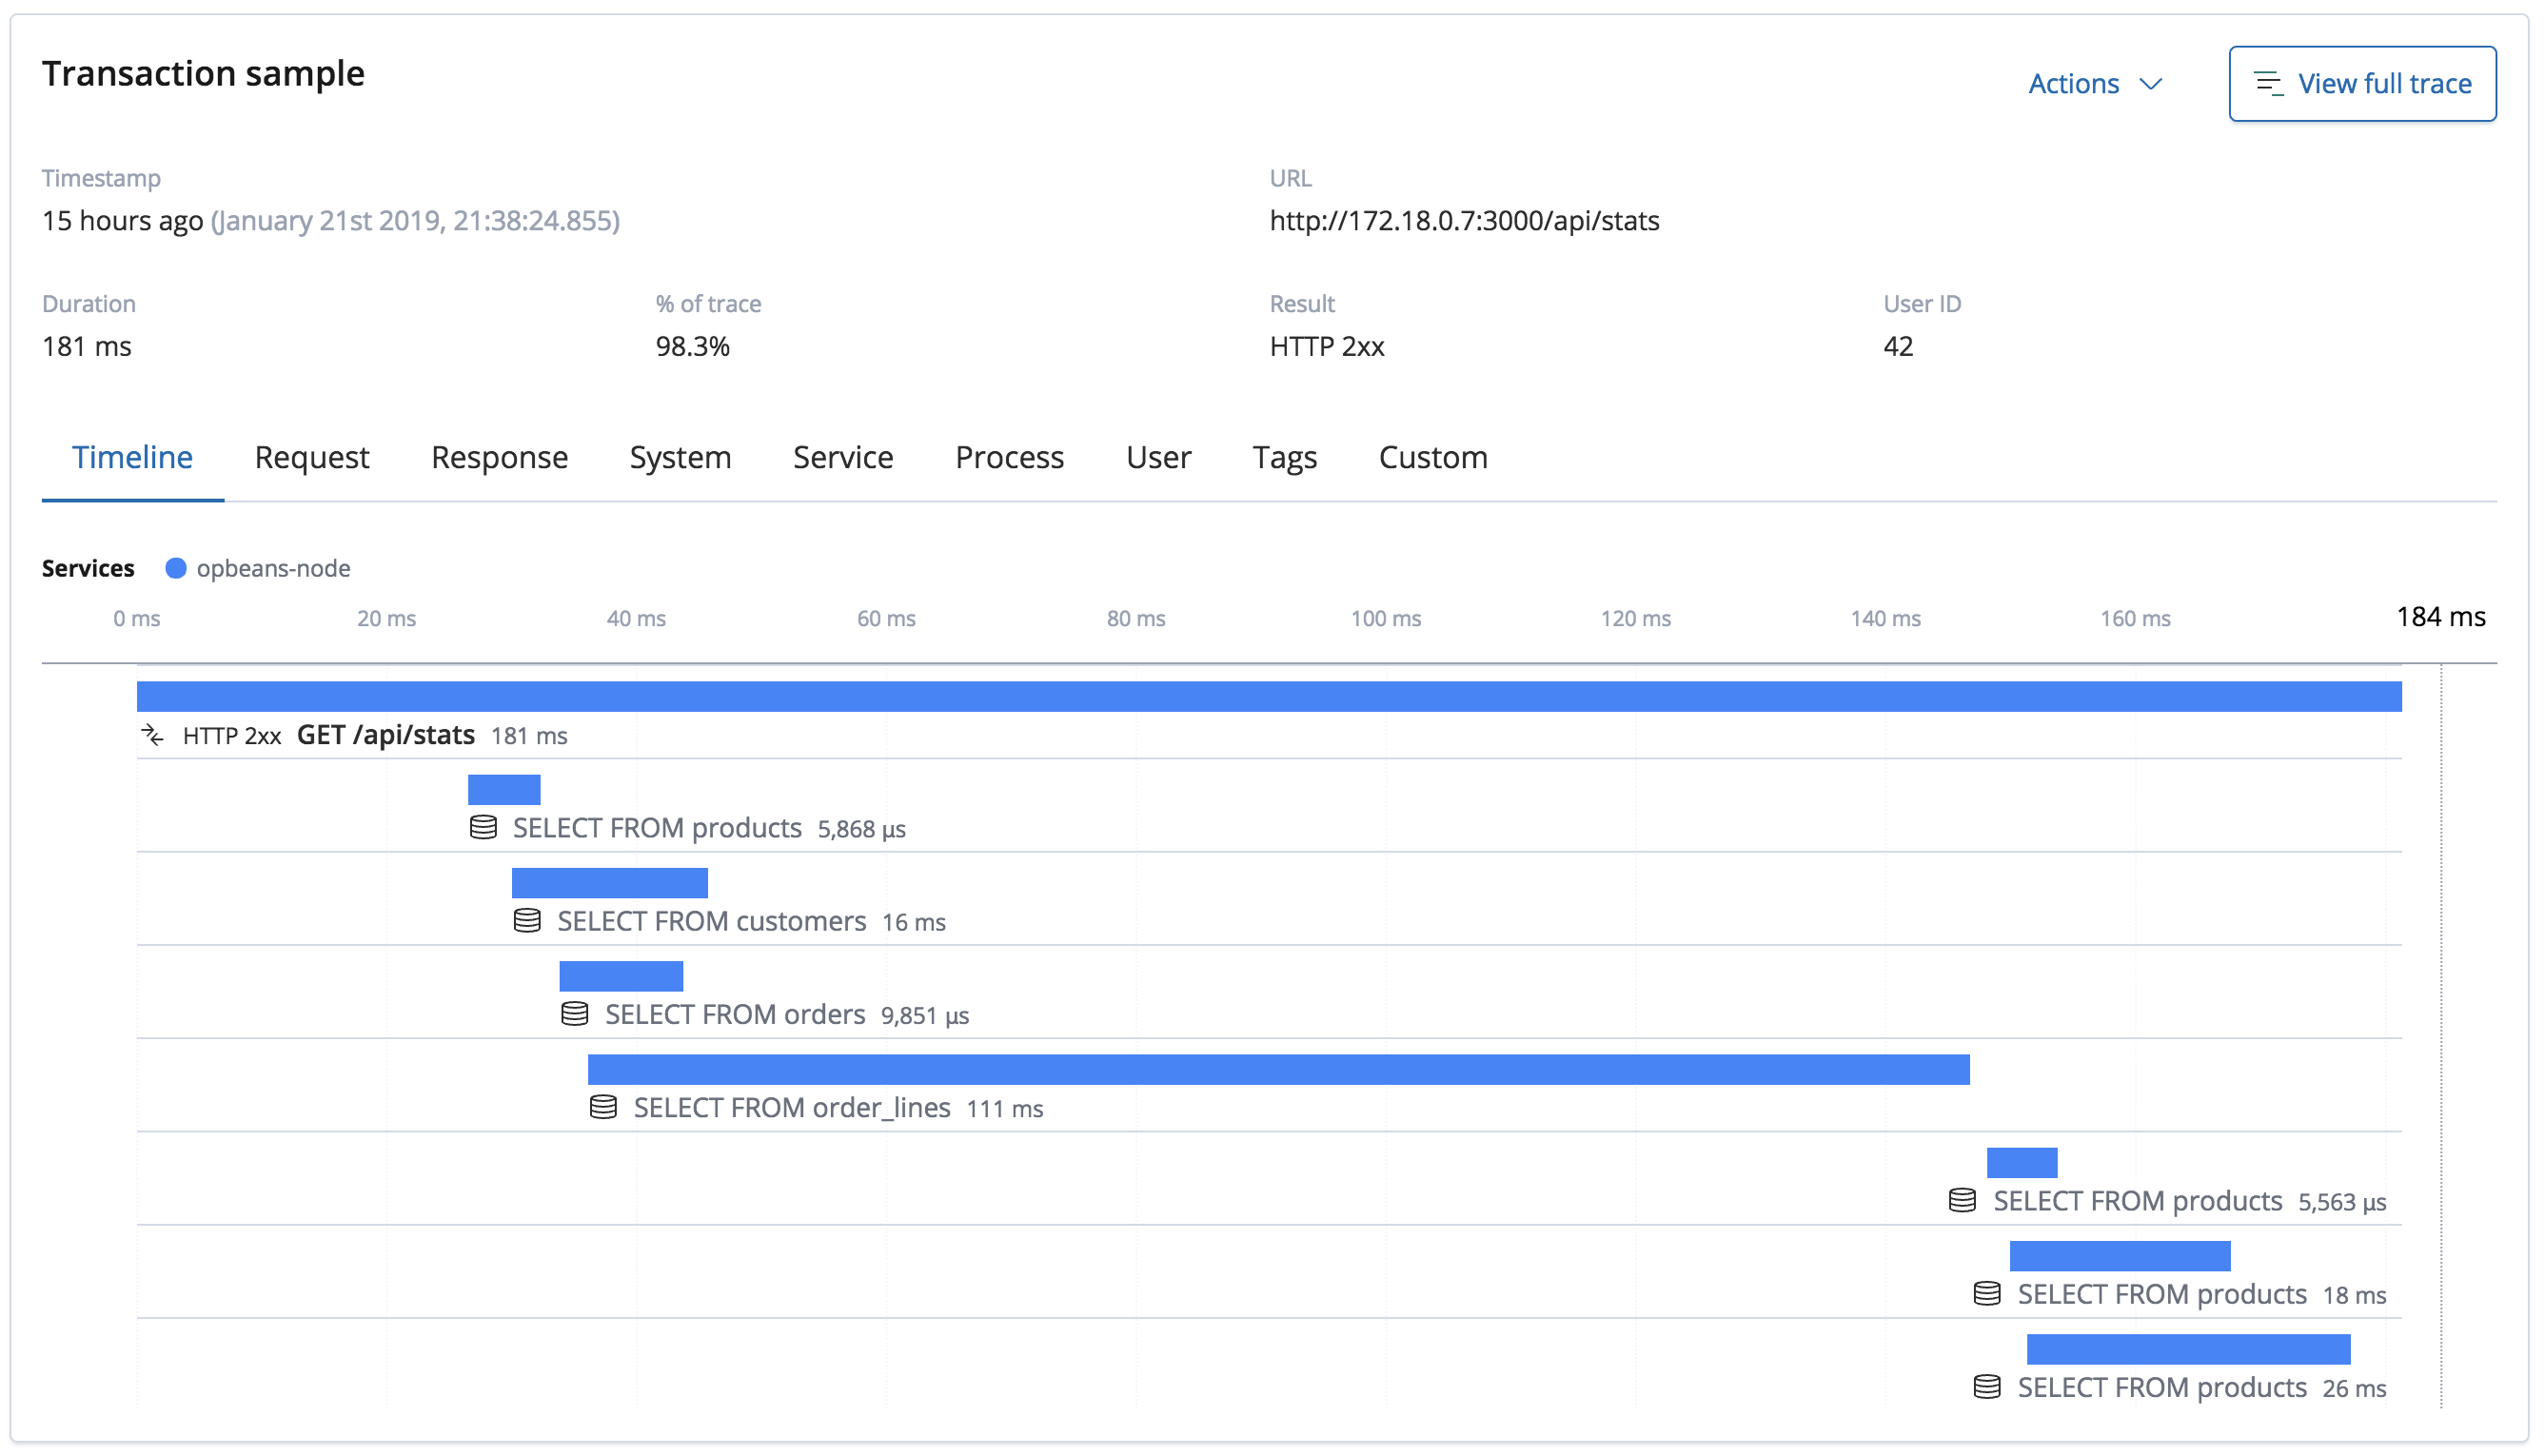 Transaction sample
Actions
View full trace
Timestamp
15 hours ago (January 21st 2019, 21:38:24.855)
URL
http://172.18.0.7:3000/api/stats
Duration
181 ms
% of trace
98.3%
Result
HTTP 2xx
User ID
42
Timeline Request Response System Service Process User Tags Custom
Services opbeans-node
0 ms 20 ms 40 ms 60 ms 80 ms 100 ms 120 ms 140 ms 160 ms 184 ms
HTTP 2xx GET /api/stats 181 ms
SELECT FROM products 5,868 μs
SELECT FROM customers 16 ms
SELECT FROM orders 9,851 μs
SELECT FROM order_lines 111 ms
SELECT FROM products 5,563 μs
SELECT FROM products 18 ms
SELECT FROM products 26 ms